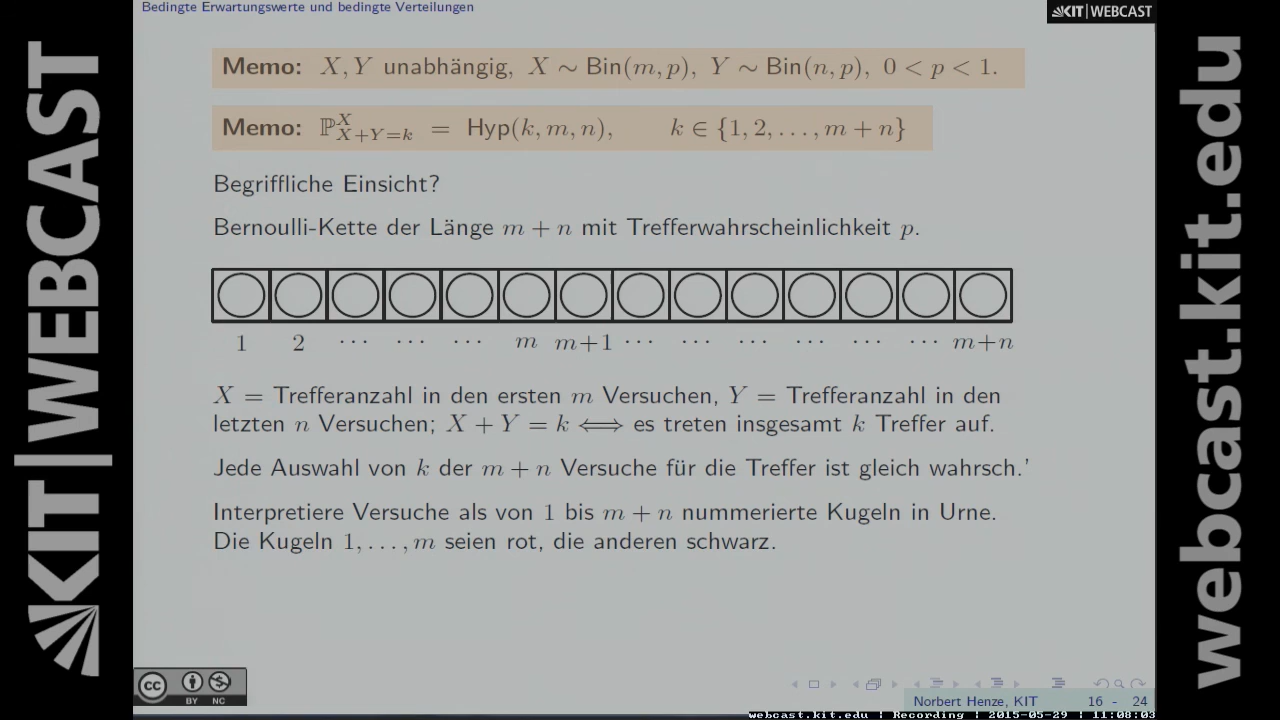 Bedingte Erwartungswerte und bedingte Verteilungen
KIT | WEBCAST
Memo: X, Y unabhängig, X ∼ Bin(m, p), Y ∼ Bin(n, p), 0 < p < 1.
Memo: ℙ^X_{X+Y=k} = Hyp(k, m, n), k ∈ {1, 2, . . . , m + n}
Begriffliche Einsicht?
Bernoulli-Kette der Länge m + n mit Trefferwahrscheinlichkeit p.
1 2 ··· ··· ··· m m+1 ··· ··· ··· ··· ··· ··· m+n
X = Trefferanzahl in den ersten m Versuchen, Y = Trefferanzahl in den
letzten n Versuchen; X + Y = k ⟺ es treten insgesamt k Treffer auf.
Jede Auswahl von k der m + n Versuche für die Treffer ist gleich wahrsch.'
Interpretiere Versuche als von 1 bis m + n nummerierte Kugeln in Urne.
Die Kugeln 1, . . . , m seien rot, die anderen schwarz.
KIT | WEBCAST
webcast.kit.edu
cc BY NC
Norbert Henze, KIT 16 - 24
webcast.kit.edu | Recording | 2015-05-29 | 11:08:03